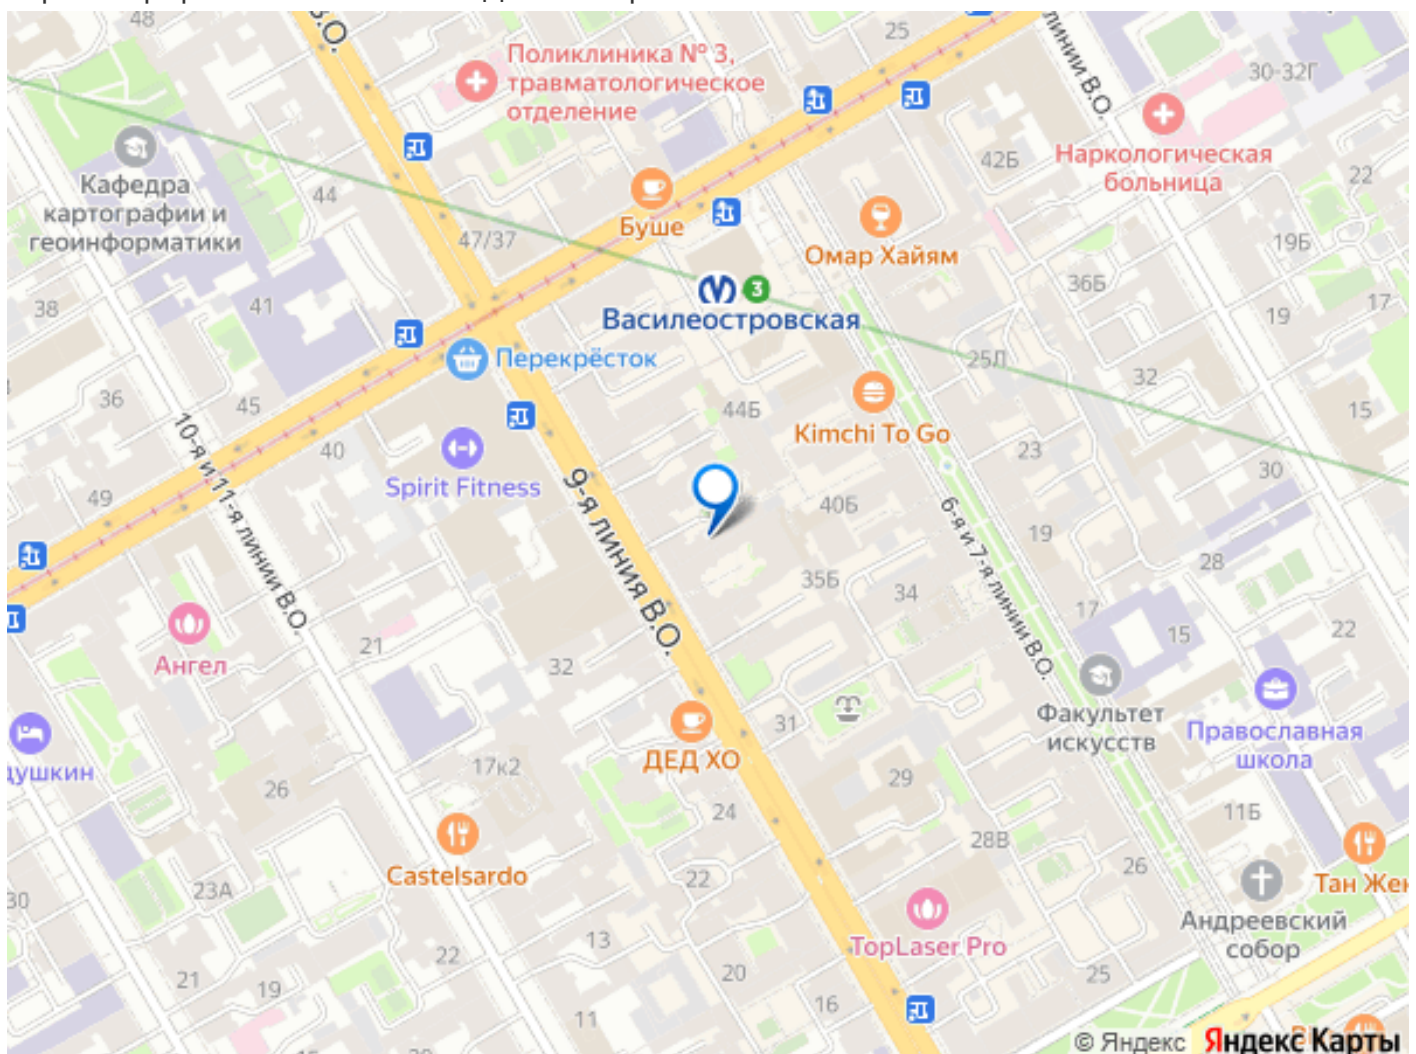 48
В.О.
Поликлиника № 3,
травматологическое
отделение
25
линии В.О.
30-32Г
Наркологическая
больница
42Б
22
Кафедра
картографии и
геоинформатики
44
47/37
Буше
Омар Хайям
19Б
36Б
17
19
38
41
3
Василеостровская
Перекрёсток
25Л
32
15
36
45
44Б
Kimchi To Go
40
10-я и 11-я линии В.О.
Spirit Fitness
23
30
49
9-я линия В.О.
40Б
6-я и 7-я линии В.О.
19
28
35Б
34
17
15
22
Ангел
21
32
Факультет
искусств
Православная
школа
31
душкин
ДЕД ХО
17к2
26
29
24
11Б
28В
Castelsardo
26
Тан Жен
23А
22
30
Андреевский
собор
TopLaser Pro
13
22
20
25
21
19
16
11
20
© Яндекс Яндекс Карты